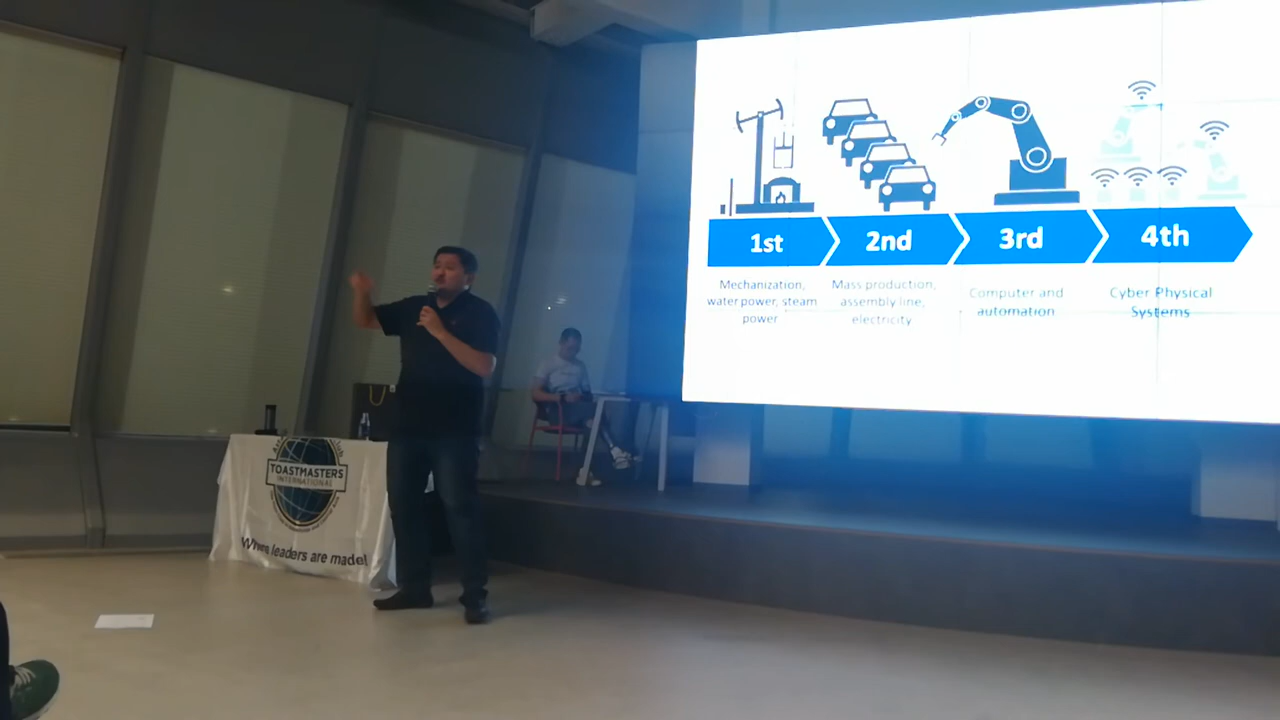 1st
2nd
3rd
4th
Mechanization,
water power, steam
power
Mass production,
assembly line,
electricity
Computer and
automation
Cyber Physical
Systems
TOASTMASTERS
INTERNATIONAL
Where leaders are made!